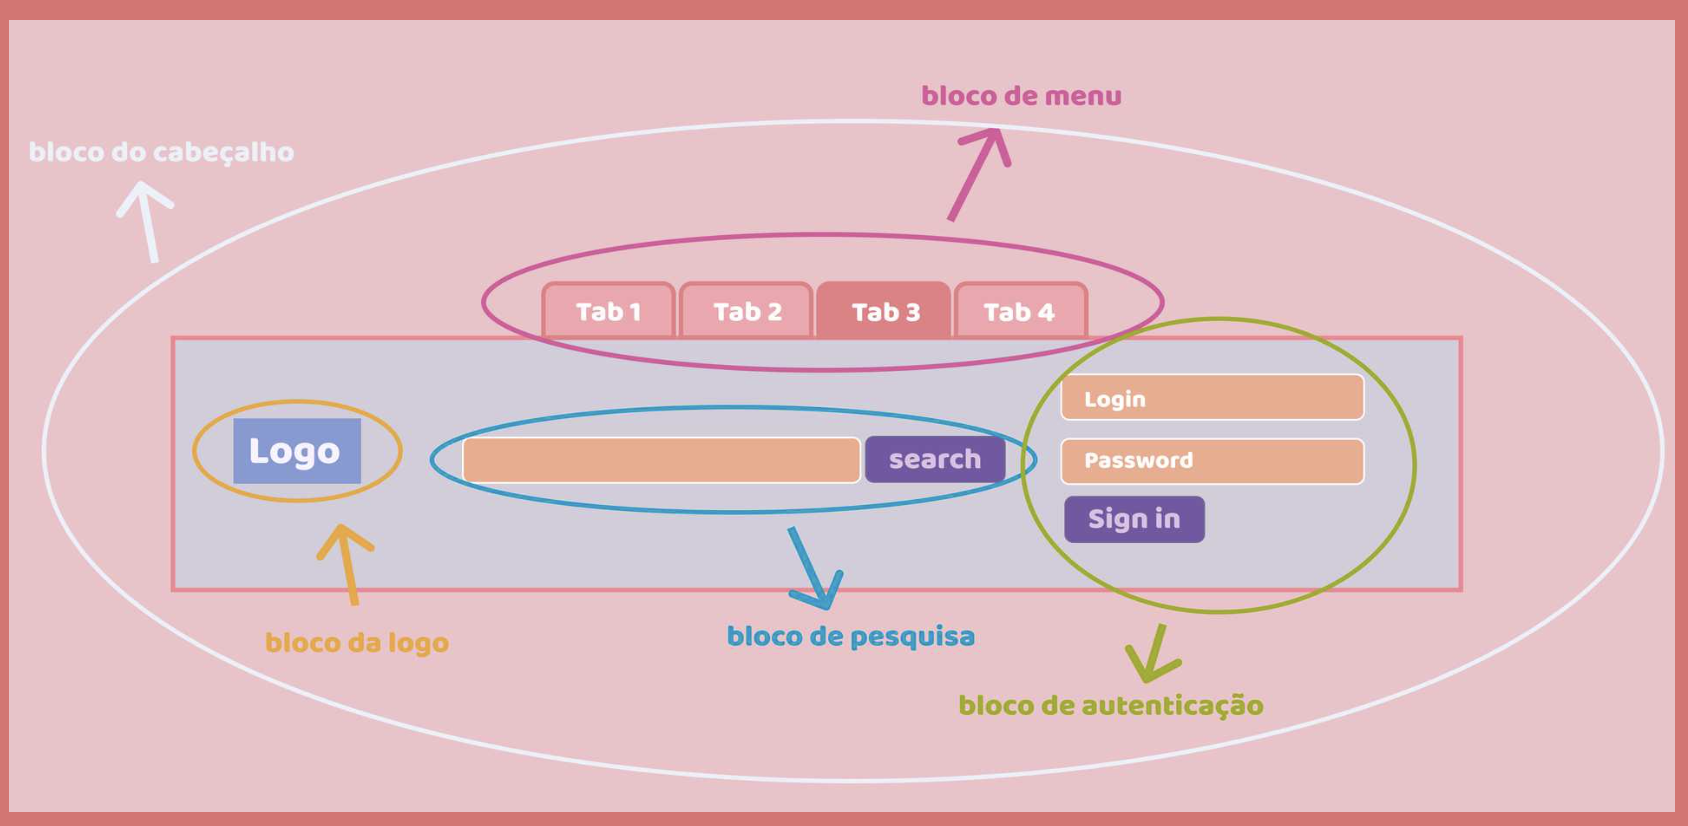 bloco de menu
bloco do cabeçalho
Tab 1
Tab 2
Tab 3
Tab 4
Logo
search
Login
Password
Sign in
bloco da logo
bloco de pesquisa
bloco de autenticação